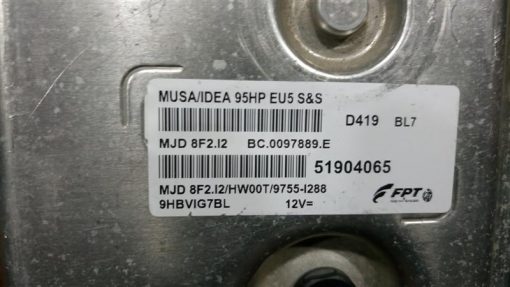 MUSA/IDEA 95HP EU5 S&S
D419 BL7
MJD 8F2.I2 BC.0097889.E
51904065
MJD 8F2.I2/HW00T/9755-I288
9HBVIG7BL 12V=
FPT